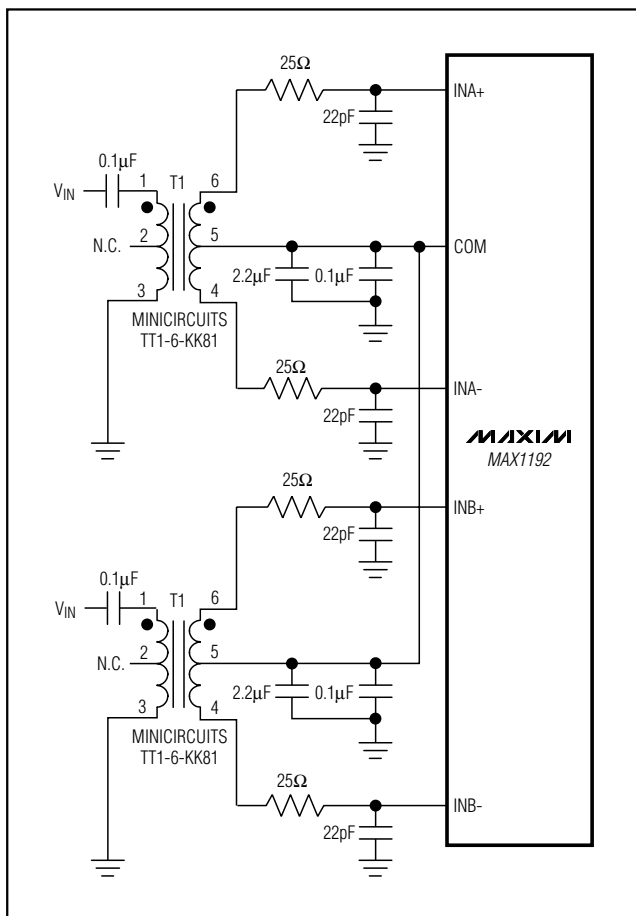 25Ω
INA+
22pF
0.1μF
1 T1 6
VIN
N.C. 2 5 COM
2.2μF 0.1μF
3 4
MINICIRCUITS
TT1-6-KK81
25Ω
INA-
22pF
MAXIM
MAX1192
25Ω
INB+
22pF
0.1μF
1 T1 6
VIN
N.C. 2 5
2.2μF 0.1μF
3 4
MINICIRCUITS
TT1-6-KK81
25Ω
INB-
22pF